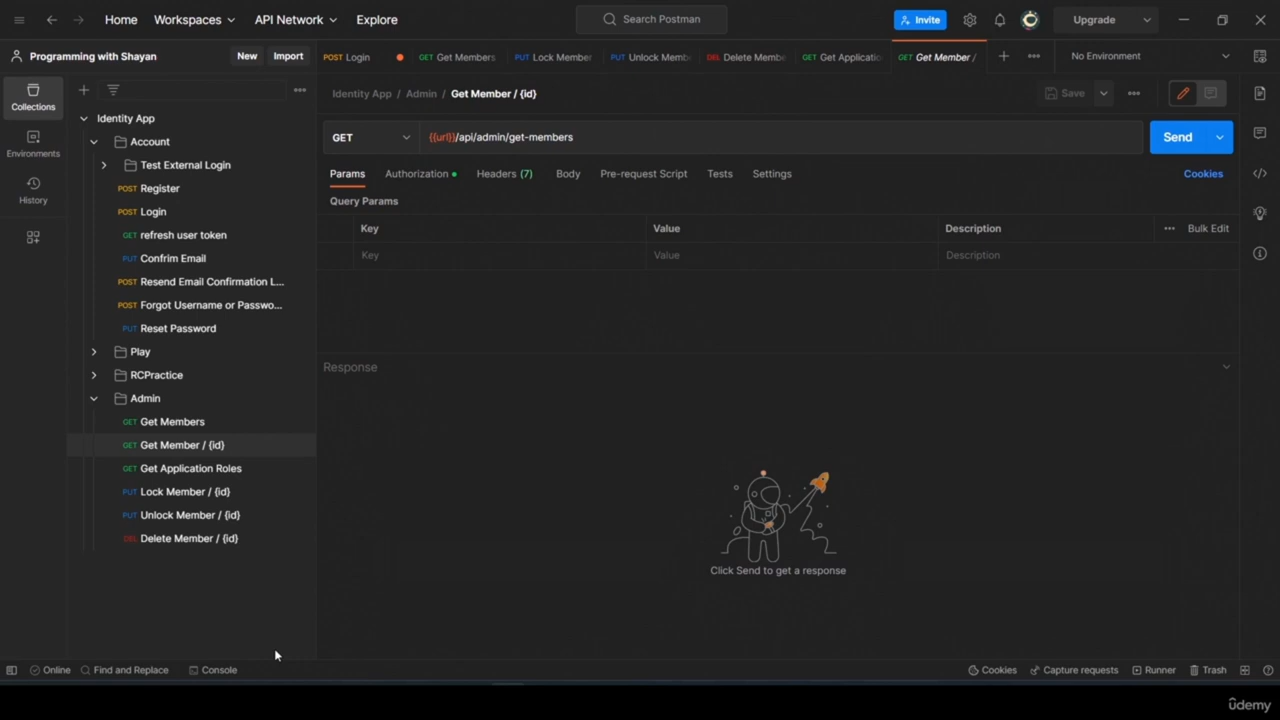 Home Workspaces API Network Explore Search Postman Invite Upgrade
Programming with Shayan New Import POST Login GET Get Members PUT Lock Member PUT Unlock Memb DEL Delete Membe GET Get Applicatio GET Get Member / No Environment
Collections
Environments
History
Identity App
Account
Test External Login
POST Register
POST Login
GET refresh user token
PUT Confrim Email
POST Resend Email Confirmation L...
POST Forgot Username or Passwo...
PUT Reset Password
Play
RCPractice
Admin
GET Get Members
GET Get Member / {id}
GET Get Application Roles
PUT Lock Member / {id}
PUT Unlock Member / {id}
DEL Delete Member / {id}
Identity App / Admin / Get Member / {id} Save
GET {{url}}/api/admin/get-members Send
Params Authorization Headers (7) Body Pre-request Script Tests Settings Cookies
Query Params
Key Value Description Bulk Edit
Key Value Description
Response
Click Send to get a response
Online Find and Replace Console Cookies Capture requests Runner Trash
ûdemy